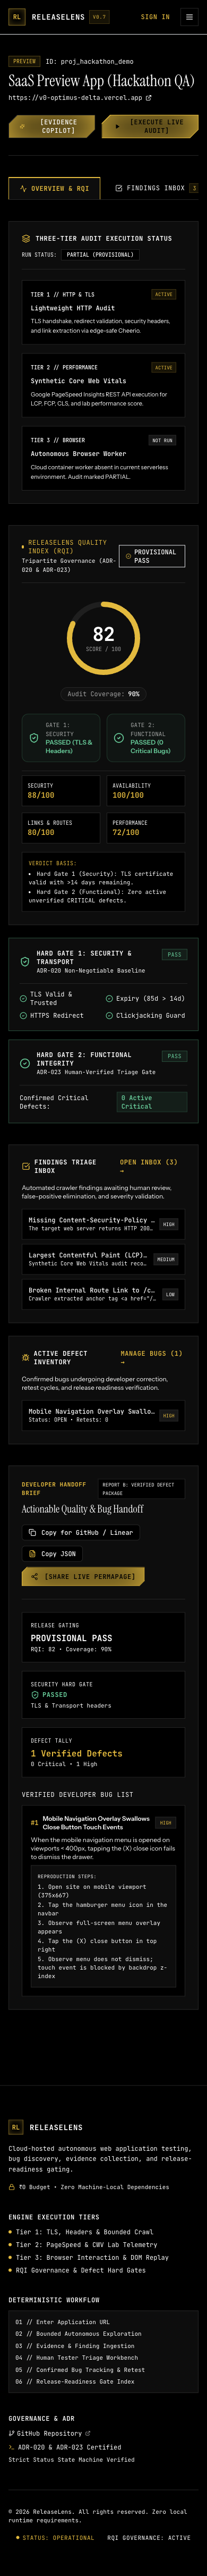 RL RELEASELENS V0.7 SIGN IN
PREVIEW ID: proj_hackathon_demo
SaaS Preview App (Hackathon QA)
https://v0-optimus-delta.vercel.app
[EVIDENCE COPILOT]
[EXECUTE LIVE AUDIT]
OVERVIEW & RQI
FINDINGS INBOX 3
THREE-TIER AUDIT EXECUTION STATUS
RUN STATUS: PARTIAL (PROVISIONAL)
TIER 1 // HTTP & TLS ACTIVE
Lightweight HTTP Audit
TLS handshake, redirect validation, security headers,
and link extraction via edge-safe Cheerio.
TIER 2 // PERFORMANCE ACTIVE
Synthetic Core Web Vitals
Google PageSpeed Insights REST API execution for
LCP, FCP, CLS, and lab performance score.
TIER 3 // BROWSER NOT RUN
Autonomous Browser Worker
Cloud container worker absent in current serverless
environment. Audit marked PARTIAL.
RELEASELENS QUALITY
INDEX (RQI)
Tripartite Governance (ADR-
020 & ADR-023)
PROVISIONAL
PASS
82
SCORE / 100
Audit Coverage: 90%
GATE 1:
SECURITY
PASSED (TLS &
Headers)
GATE 2:
FUNCTIONAL
PASSED (0
Critical Bugs)
SECURITY
88/100
AVAILABILITY
100/100
LINKS & ROUTES
80/100
PERFORMANCE
72/100
VERDICT BASIS:
• Hard Gate 1 (Security): TLS certificate
valid with >14 days remaining.
• Hard Gate 2 (Functional): Zero active
unverified CRITICAL defects.
HARD GATE 1: SECURITY &
TRANSPORT
PASS
ADR-020 Non-Negotiable Baseline
TLS Valid &
Trusted
Expiry (85d > 14d)
HTTPS Redirect
Clickjacking Guard
HARD GATE 2: FUNCTIONAL
INTEGRITY
PASS
ADR-023 Human-Verified Triage Gate
Confirmed Critical
Defects:
0 Active
Critical
FINDINGS TRIAGE
INBOX
OPEN INBOX (3)
→
Automated crawler findings awaiting human review,
false-positive elimination, and severity validation.
Missing Content-Security-Policy … HIGH
The target web server returns HTTP 200…
Largest Contentful Paint (LCP)… MEDIUM
Synthetic Core Web Vitals audit reco…
Broken Internal Route Link to /c… LOW
Crawler extracted anchor tag <a href="/…
ACTIVE DEFECT
INVENTORY
MANAGE BUGS (1)
→
Confirmed bugs undergoing developer correction,
retest cycles, and release readiness verification.
Mobile Navigation Overlay Swallo… HIGH
Status: OPEN • Retests: 0
DEVELOPER HANDOFF
BRIEF
REPORT B: VERIFIED DEFECT
PACKAGE
Actionable Quality & Bug Handoff
Copy for GitHub / Linear
Copy JSON
[SHARE LIVE PERMAPAGE]
RELEASE GATING
PROVISIONAL PASS
RQI: 82 • Coverage: 90%
SECURITY HARD GATE
PASSED
TLS & Transport headers
DEFECT TALLY
1 Verified Defects
0 Critical • 1 High
VERIFIED DEVELOPER BUG LIST
#1 Mobile Navigation Overlay Swallows
Close Button Touch Events
HIGH
When the mobile navigation menu is opened on
viewports < 400px, tapping the (X) close icon fails
to dismiss the drawer.
REPRODUCTION STEPS:
1. Open site on mobile viewport
(375x667)
2. Tap the hamburger menu icon in the
navbar
3. Observe full-screen menu overlay
appears
4. Tap the (X) close button in top
right
5. Observe menu does not dismiss;
touch event is blocked by backdrop z-
index
RL RELEASELENS
Cloud-hosted autonomous web application testing,
bug discovery, evidence collection, and release-
readiness gating.
₹0 Budget • Zero Machine-Local Dependencies
ENGINE EXECUTION TIERS
Tier 1: TLS, Headers & Bounded Crawl
Tier 2: PageSpeed & CWV Lab Telemetry
Tier 3: Browser Interaction & DOM Replay
RQI Governance & Defect Hard Gates
DETERMINISTIC WORKFLOW
01 // Enter Application URL
02 // Bounded Autonomous Exploration
03 // Evidence & Finding Ingestion
04 // Human Tester Triage Workbench
05 // Confirmed Bug Tracking & Retest
06 // Release-Readiness Gate Index
GOVERNANCE & ADR
GitHub Repository
ADR-020 & ADR-023 Certified
Strict Status State Machine Verified
© 2026 ReleaseLens. All rights reserved. Zero local
runtime requirements.
STATUS: OPERATIONAL RQI GOVERNANCE: ACTIVE